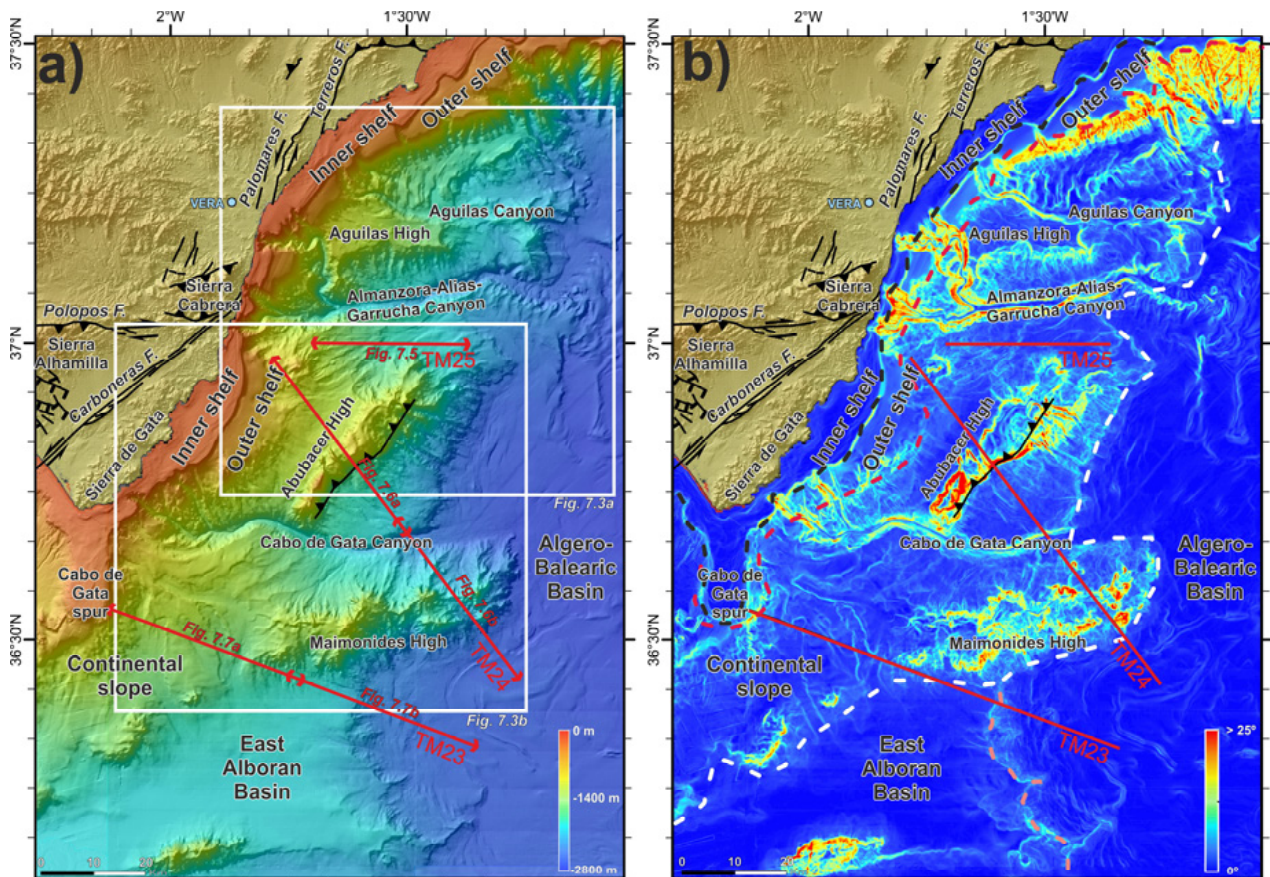 2°W
1°30'W
37°30'N
a)
Terreros F.
Palomares F.
Inner shelf
Outer shelf
VERA
Aguilas Canyon
Aguilas High
Sierra
Cabrera
Almanzora-Alias-
Garrucha Canyon
Polopos F.
37°N
Sierra
Alhamilla
Fig. 7.5
TM25
Carboneras F.
Inner shelf
Outer shelf
Sierra de Gata
Abubacer High
Fig. 7.6a
Fig. 7.3a
Cabo de Gata Canyon
Algero-
Balearic
Basin
Cabo de
Gata
spur
Fig. 7.6b
36°30'N
Fig. 7.7a
Maimonides High
Continental
slope
TM24
Fig. 7.7b
Fig. 7.3b
TM23
0 m
East
Alboran
Basin
-1400 m
0 10 20
-2800 m
2°W
1°30'W
37°30'N
b)
Terreros F.
Palomares F.
Inner shelf
Outer shelf
VERA
Aguilas Canyon
Aguilas High
Sierra
Cabrera
Almanzora-Alias-
Garrucha Canyon
Polopos F.
37°N
Sierra
Alhamilla
TM25
Carboneras F.
Inner shelf
Outer shelf
Sierra de Gata
Abubacer High
Cabo de Gata Canyon
Algero-
Balearic
Basin
Cabo de
Gata
spur
36°30'N
Maimonides High
Continental
slope
TM24
TM23
> 25°
East
Alboran
Basin
0 10 20
0°